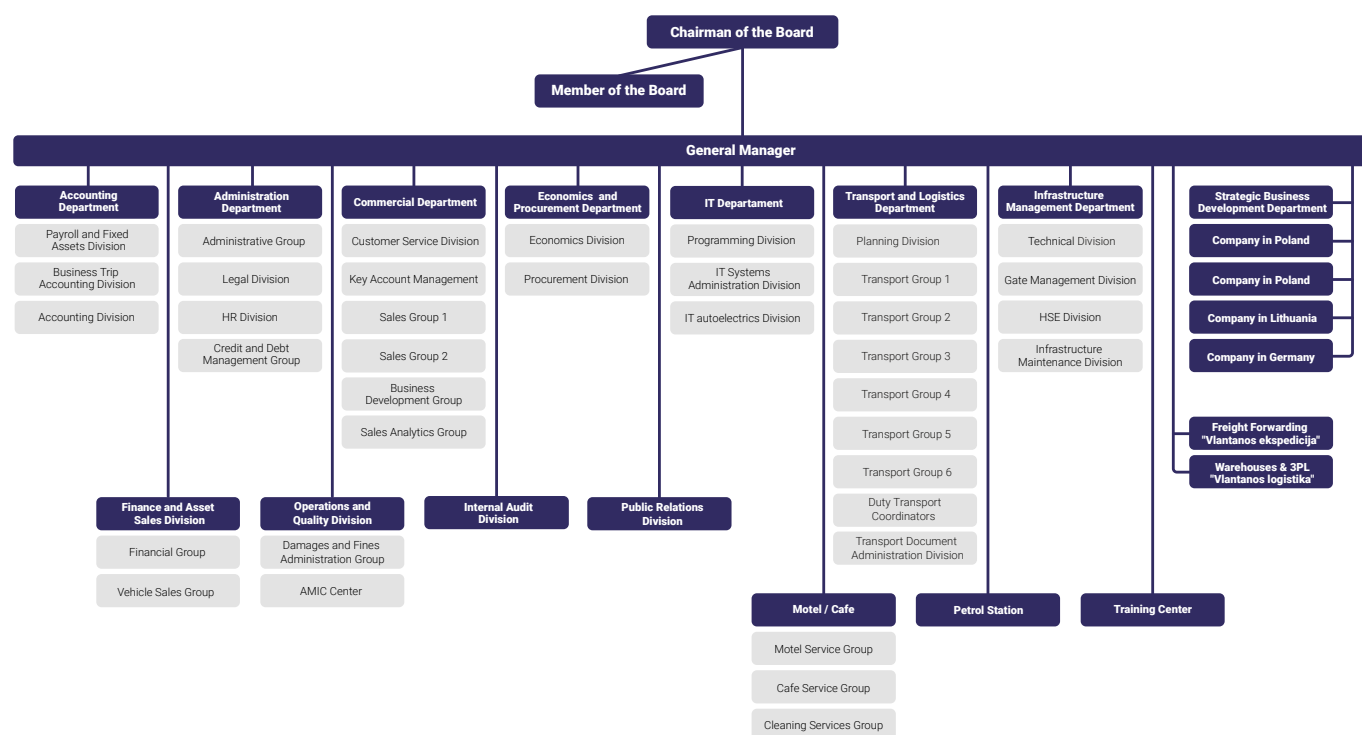 Chairman of the Board
Member of the Board
General Manager
Accounting
Department
Payroll and Fixed
Assets Division
Business Trip
Accounting Division
Accounting Division
Administration
Department
Administrative Group
Legal Division
HR Division
Credit and Debt
Management Group
Commercial Department
Customer Service Division
Key Account Management
Sales Group 1
Sales Group 2
Business
Development Group
Sales Analytics Group
Economics and
Procurement Department
Economics Division
Procurement Division
IT Departament
Programming Division
IT Systems
Administration Division
IT autoelectrics Division
Transport and Logistics
Department
Planning Division
Transport Group 1
Transport Group 2
Transport Group 3
Transport Group 4
Transport Group 5
Transport Group 6
Duty Transport
Coordinators
Transport Document
Administration Division
Infrastructure
Management Department
Technical Division
Gate Management Division
HSE Division
Infrastructure
Maintenance Division
Strategic Business
Development Department
Company in Poland
Company in Poland
Company in Lithuania
Company in Germany
Freight Forwarding
"Vlantanos ekspedicija"
Warehouses & 3PL
"Vlantanos logistika"
Finance and Asset
Sales Division
Financial Group
Vehicle Sales Group
Operations and
Quality Division
Damages and Fines
Administration Group
AMIC Center
Internal Audit
Division
Public Relations
Division
Motel / Cafe
Motel Service Group
Cafe Service Group
Cleaning Services Group
Petrol Station
Training Center